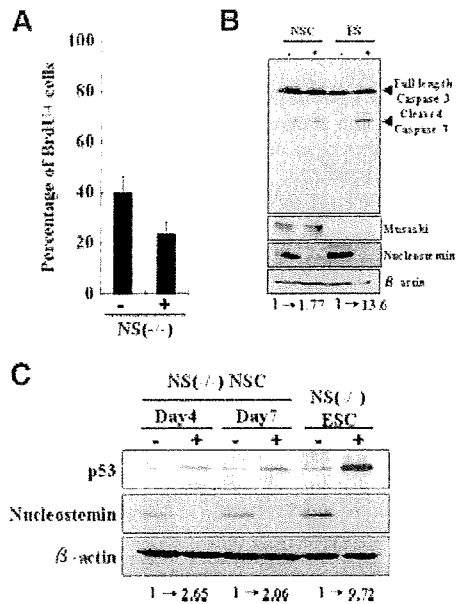 A
Percentage of BrdU+ cells
100
80
60
40
20
0
- +
NS(-/-)
B
NSC ES
- + - +
Full length
Caspase 3
Cleaved
Caspase 3
Musashi
Nucleostemin
β actin
1 → 1.77 1 → 13.6
C
NS(-/-) NSC
NS(-/-)
ESC
Day4 Day7
- + - + - +
p53
Nucleostemin
β-actin
1 → 2.65 1 → 2.06 1 → 9.72